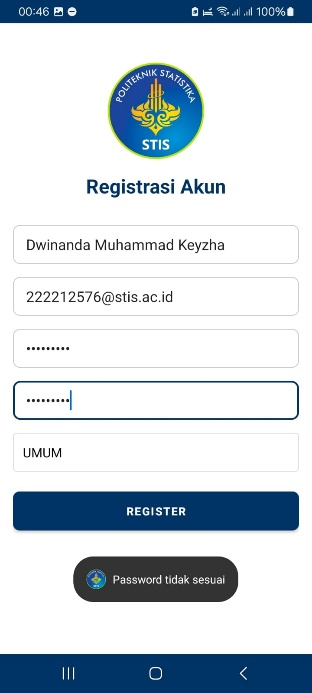 00:46
100%
POLITEKNIK STATISTIKA
STIS
Registrasi Akun
Dwinanda Muhammad Keyzha
222212576@stis.ac.id
•••••••••
•••••••••
UMUM
REGISTER
Password tidak sesuai